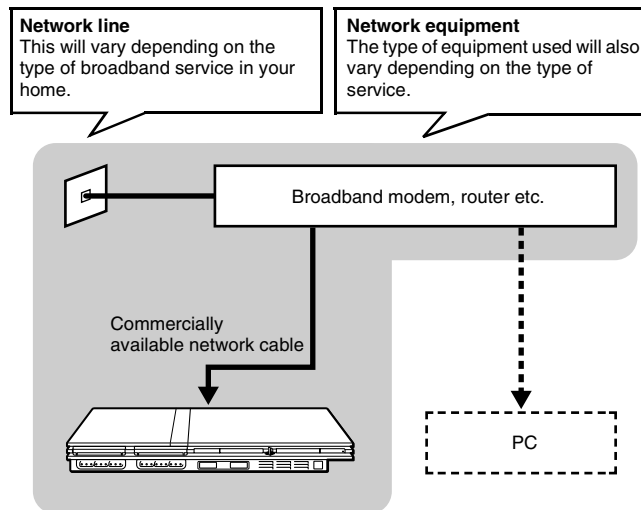 Network line
This will vary depending on the
type of broadband service in your
home.
Network equipment
The type of equipment used will also
vary depending on the type of
service.
Broadband modem, router etc.
Commercially
available network cable
PC